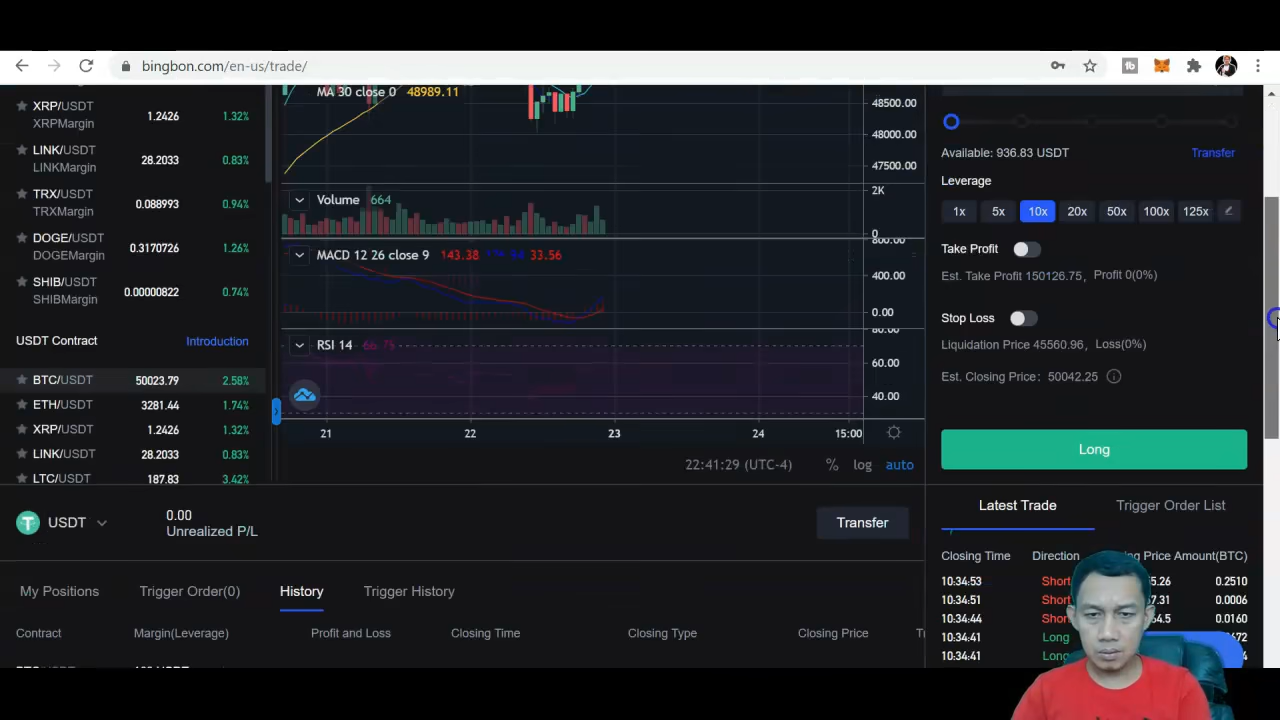 bingbon.com/en-us/trade/
XRP/USDT 1.2426 1.32%
XRPMargin
LINK/USDT 28.2033 0.83%
LINKMargin
TRX/USDT 0.088993 0.94%
TRXMargin
DOGE/USDT 0.3170726 1.26%
DOGEMargin
SHIB/USDT 0.00000822 0.74%
SHIBMargin
USDT Contract Introduction
BTC/USDT 50023.79 2.58%
ETH/USDT 3281.44 1.74%
XRP/USDT 1.2426 1.32%
LINK/USDT 28.2033 0.83%
LTC/USDT 187.83 3.42%
MA 30 close 0 48989.11
48500.00
48000.00
47500.00
Volume 664
2K
0
MACD 12 26 close 9 143.38 33.56
800.00
400.00
0.00
RSI 14 66.75
80.00
60.00
40.00
21 22 23 24 15:00
22:41:29 (UTC-4) % log auto
Available: 936.83 USDT Transfer
Leverage
1x 5x 10x 20x 50x 100x 125x
Take Profit
Est. Take Profit 150126.75, Profit 0(0%)
Stop Loss
Liquidation Price 45560.96, Loss(0%)
Est. Closing Price: 50042.25
Long
USDT 0.00
Unrealized P/L
Transfer
My Positions Trigger Order(0) History Trigger History
Contract Margin(Leverage) Profit and Loss Closing Time Closing Type Closing Price
Latest Trade Trigger Order List
Closing Time Direction Price Amount(BTC)
10:34:53 Short 0.2510
10:34:51 Short 0.0006
10:34:44 Short 0.0160
10:34:41 Long
10:34:41